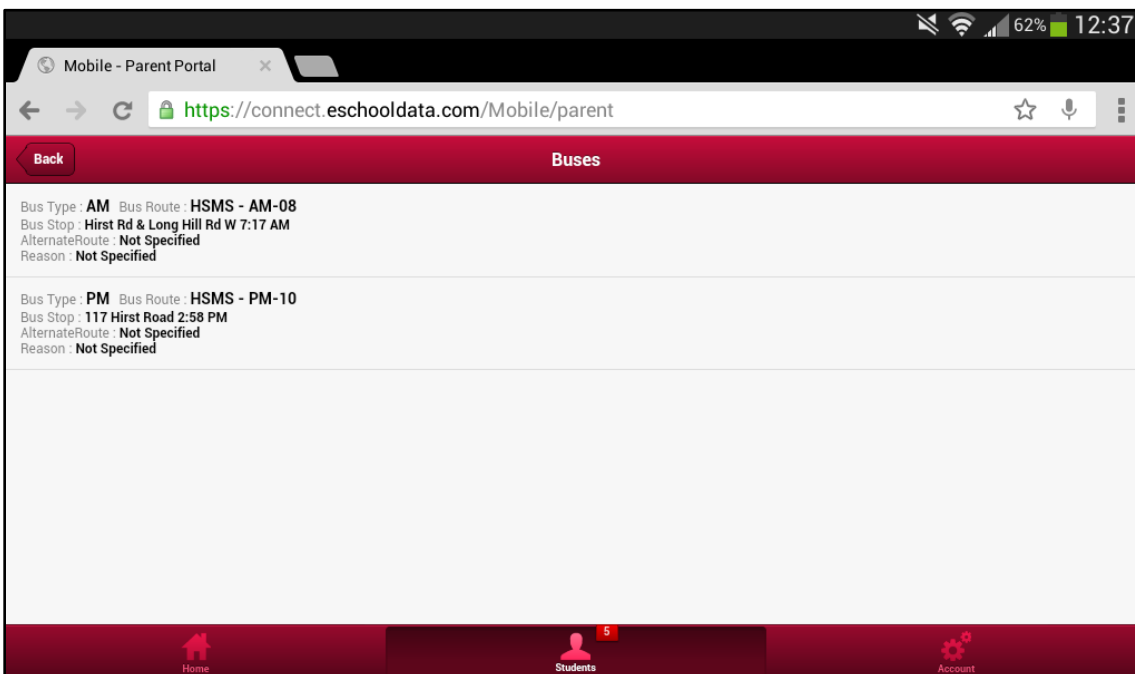 62% 12:37
Mobile - Parent Portal
https://connect.eschooldata.com/Mobile/parent
Back Buses
Bus Type : AM Bus Route : HSMS - AM-08
Bus Stop : Hirst Rd & Long Hill Rd W 7:17 AM
AlternateRoute : Not Specified
Reason : Not Specified
Bus Type : PM Bus Route : HSMS - PM-10
Bus Stop : 117 Hirst Road 2:58 PM
AlternateRoute : Not Specified
Reason : Not Specified
5
Home Students Account